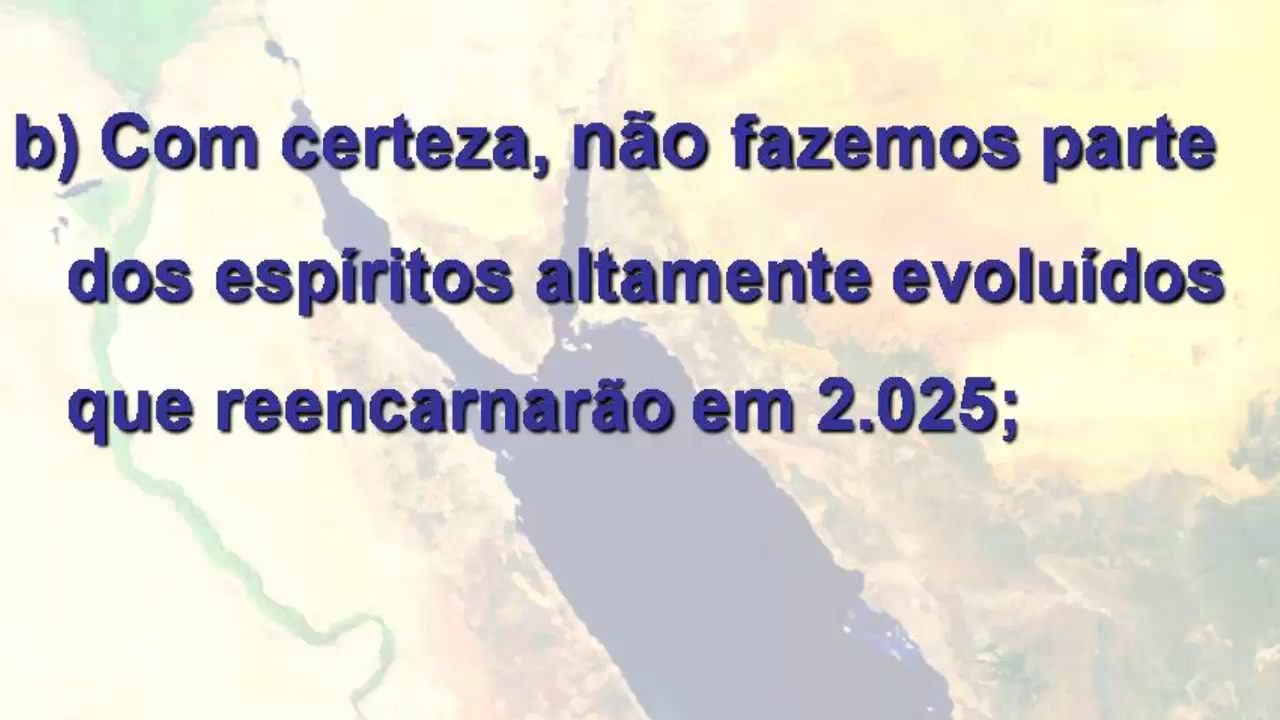 b) Com certeza, não fazemos parte
dos espíritos altamente evoluídos
que reencarnarão em 2.025;